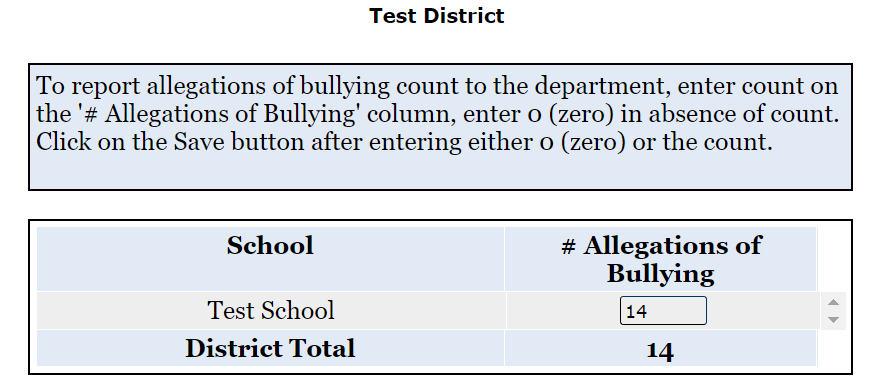 Test District
To report allegations of bullying count to the department, enter count on
the '# Allegations of Bullying' column, enter 0 (zero) in absence of count.
Click on the Save button after entering either 0 (zero) or the count.
School
# Allegations of
Bullying
Test School
14
District Total
14